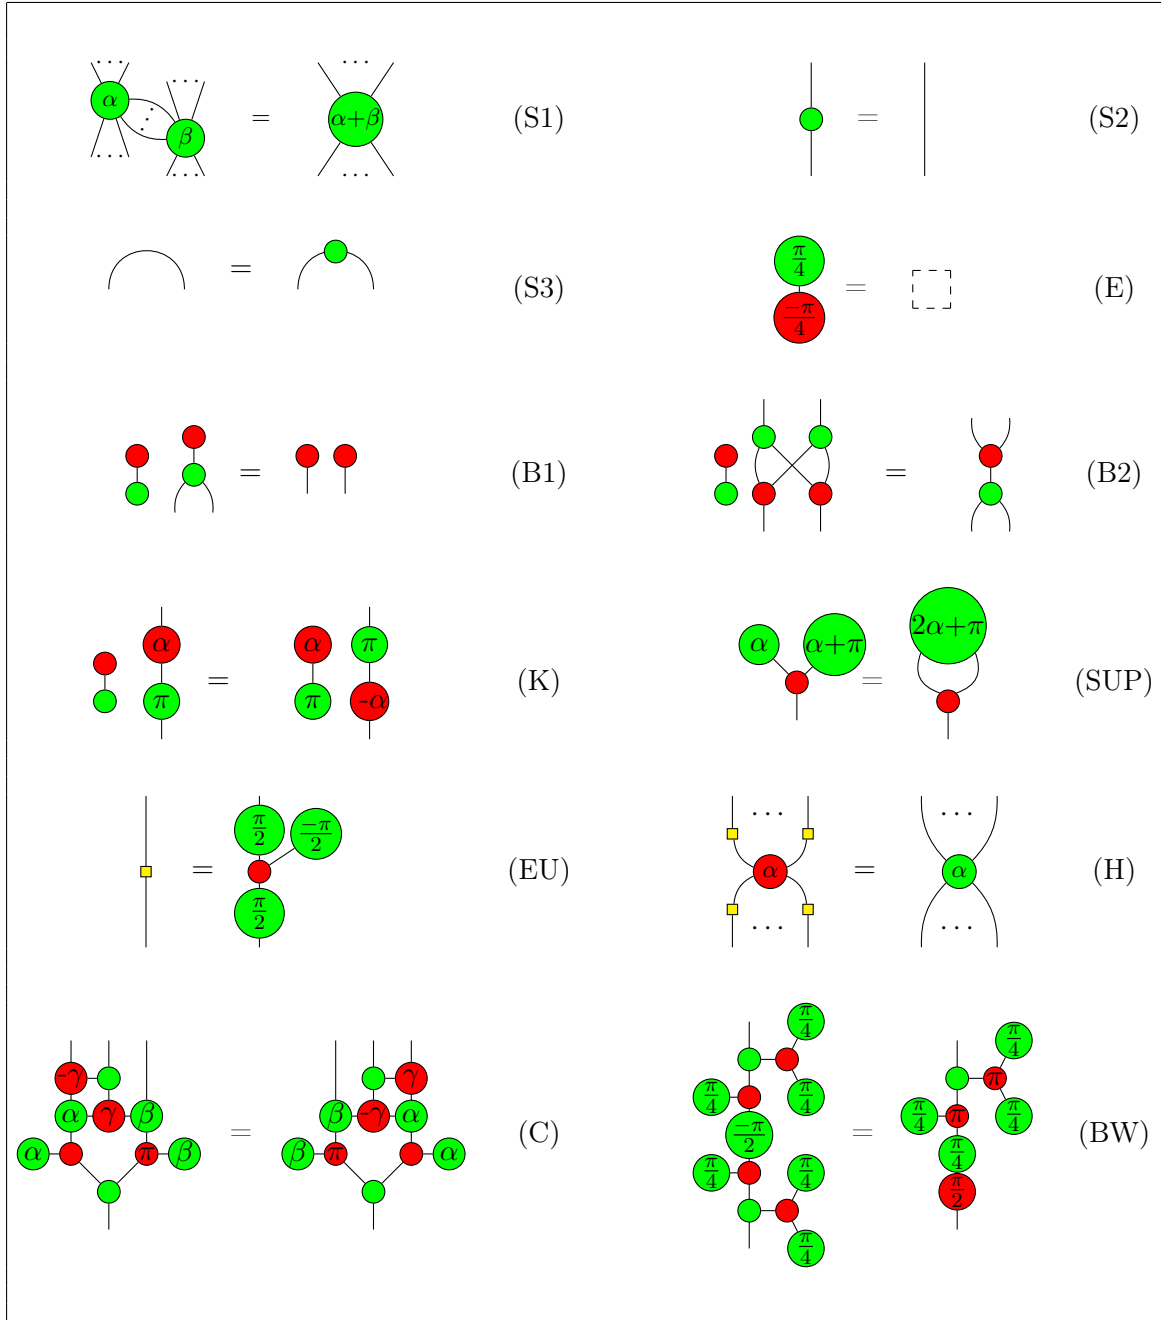 α β = α+β (S1) = (S2)
= (S3) π/4 -π/4 = (E)
= (B1) = (B2)
α π = α π π -α (K) α α+π = 2α+π (SUP)
= π/2 -π/2 π/2 (EU) α = α (H)
-γ α γ β α π β = γ β -γ α β π α (C) π/4 π/4 π/4 -π/2 π/4 π/4 π/4 = π/4 π π/4 π π/4 π/4 π/2 (BW)